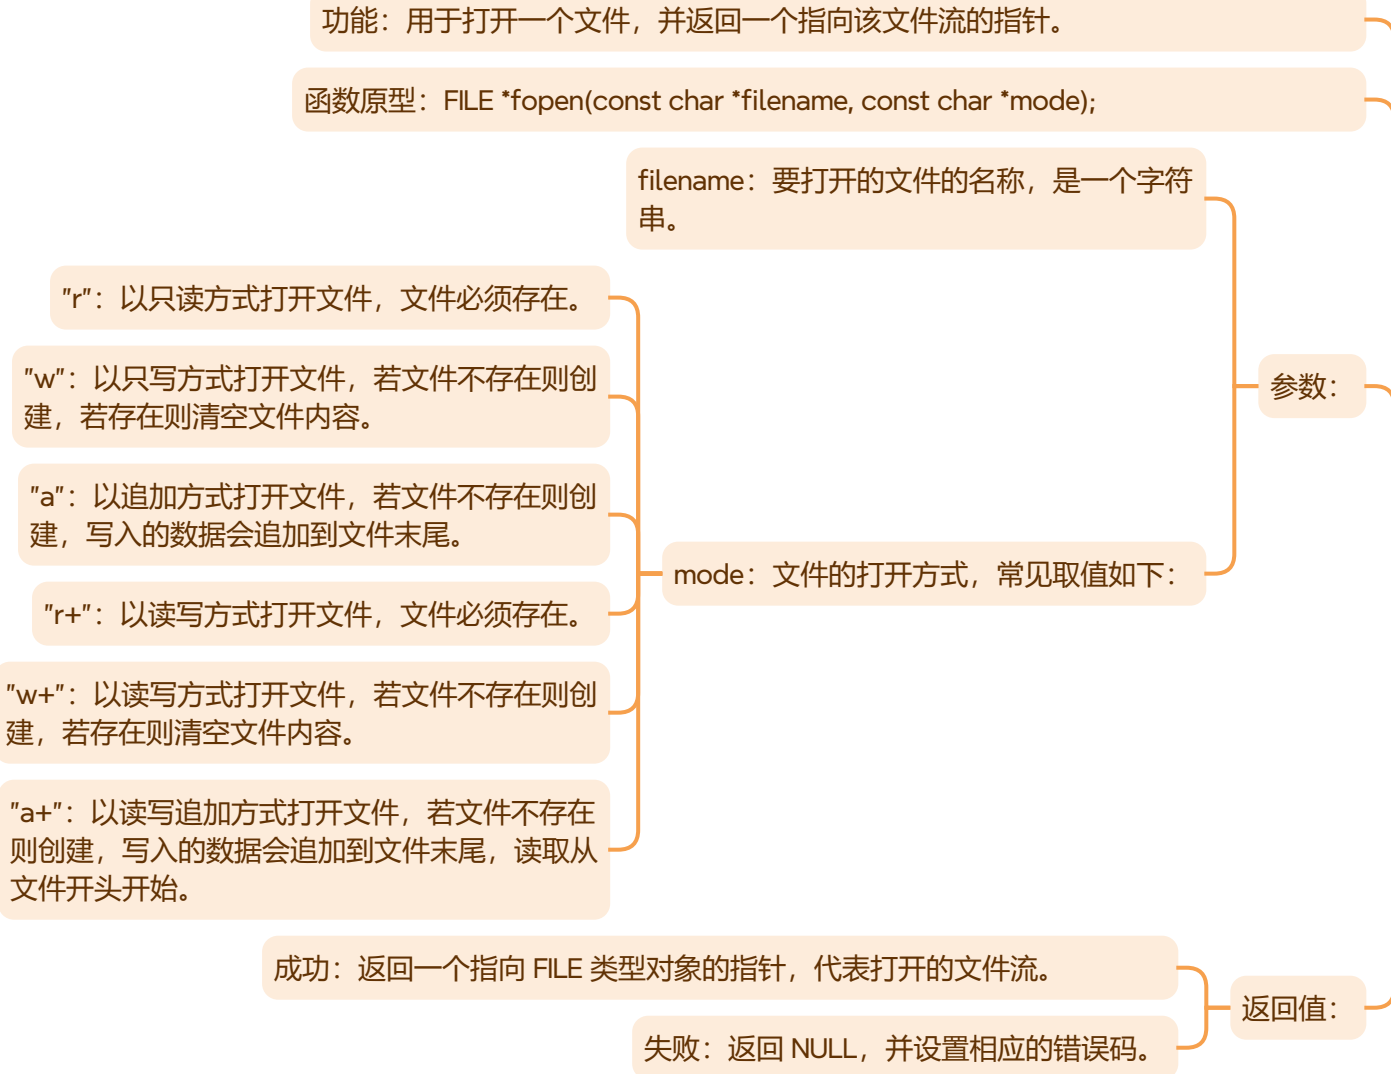 功能：用于打开一个文件，并返回一个指向该文件流的指针。
函数原型：FILE *fopen(const char *filename, const char *mode);
filename：要打开的文件的名称，是一个字符
串。
"r"：以只读方式打开文件，文件必须存在。
"w"：以只写方式打开文件，若文件不存在则创
建，若存在则清空文件内容。
参数：
"a"：以追加方式打开文件，若文件不存在则创
建，写入的数据会追加到文件末尾。
mode：文件的打开方式，常见取值如下：
"r+"：以读写方式打开文件，文件必须存在。
"w+"：以读写方式打开文件，若文件不存在则创
建，若存在则清空文件内容。
"a+"：以读写追加方式打开文件，若文件不存在
则创建，写入的数据会追加到文件末尾，读取从
文件开头开始。
成功：返回一个指向 FILE 类型对象的指针，代表打开的文件流。
返回值：
失败：返回 NULL，并设置相应的错误码。